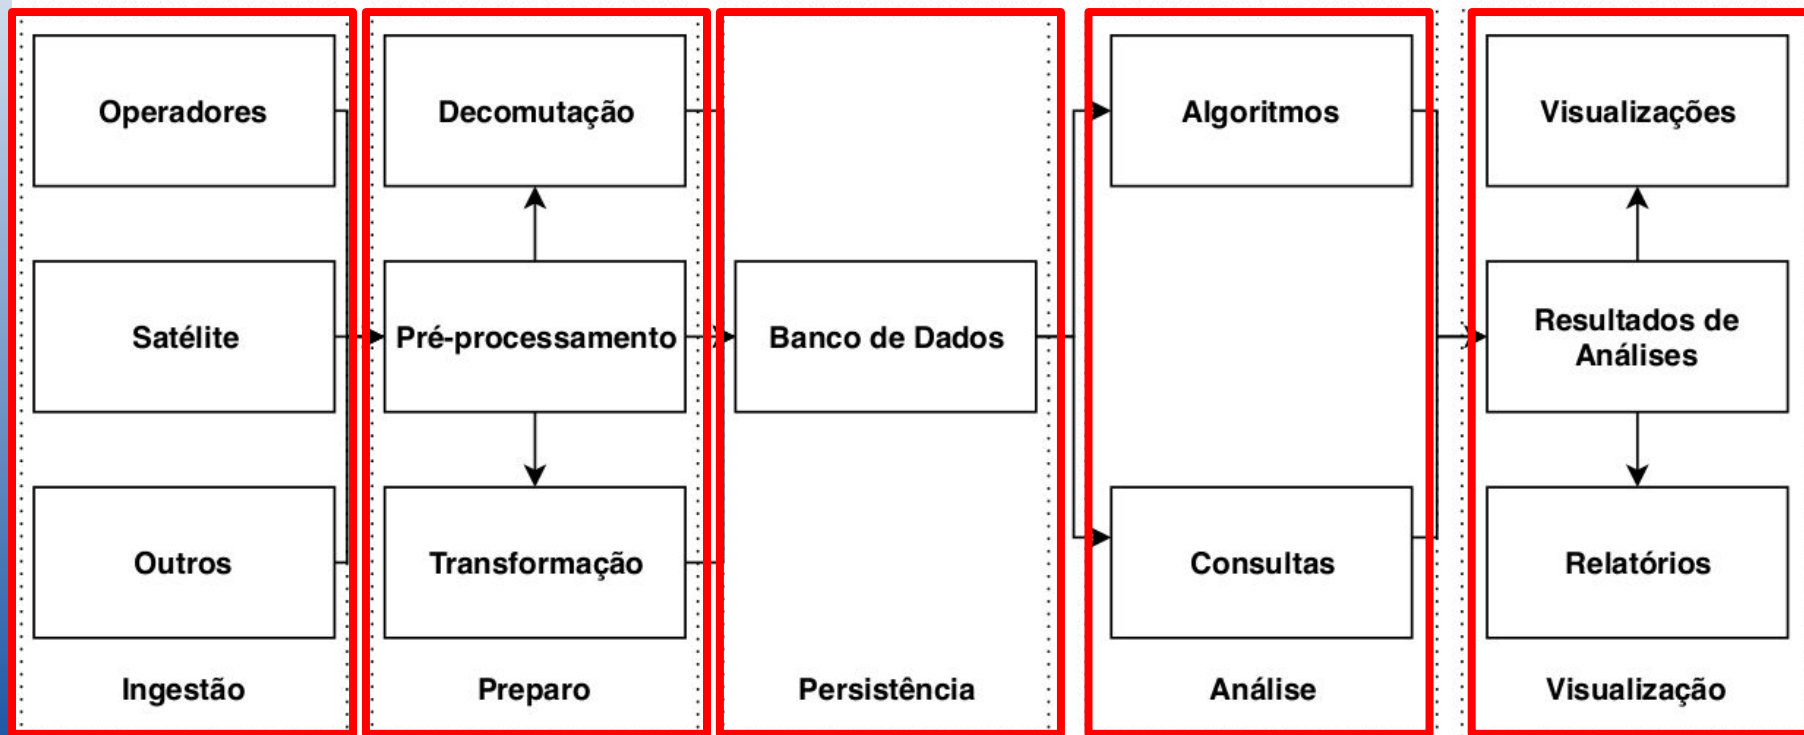 Operadores
Decomutação
Algoritmos
Visualizações
Satélite
Pré-processamento
Banco de Dados
Resultados de
Análises
Outros
Transformação
Consultas
Relatórios
Ingestão
Preparo
Persistência
Análise
Visualização